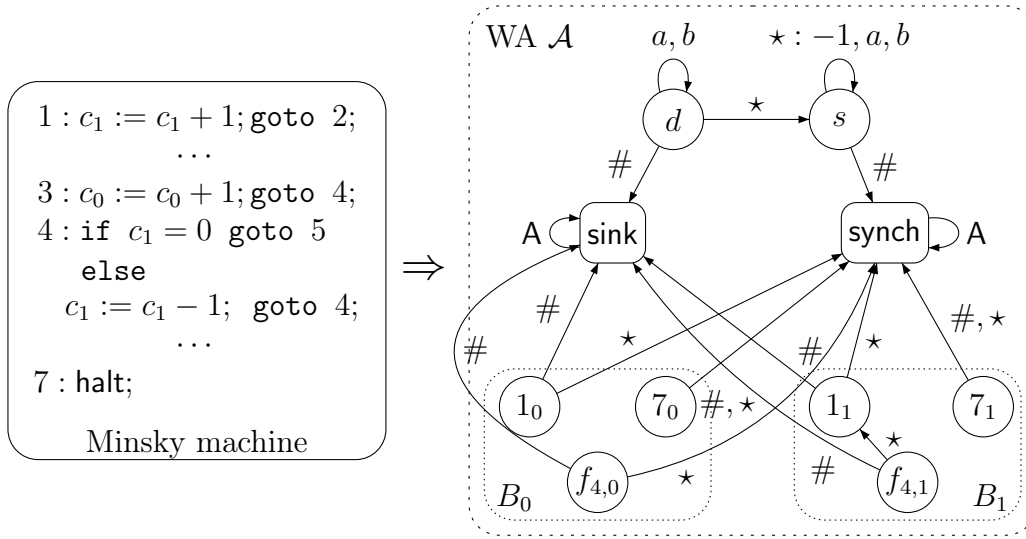 1 : c₁ := c₁ + 1; goto 2;
· · ·
3 : c₀ := c₀ + 1; goto 4;
4 : if c₁ = 0 goto 5
else
c₁ := c₁ − 1; goto 4;
· · ·
7 : halt;
Minsky machine
⇒
WA 𝒜
a, b
⋆ : −1, a, b
d
⋆
s
#
#
A
sink
synch
A
#
#
⋆
#
⋆
#, ⋆
1₀
7₀
#, ⋆
1₁
7₁
⋆
f₄,₀
⋆
#
f₄,₁
B₀
B₁